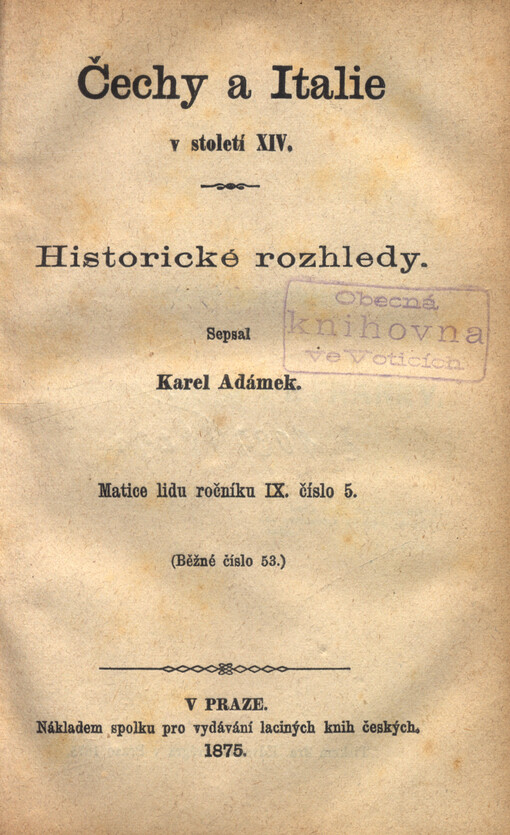 Čechy a Italie
v století XIV.
Historické rozhledy.
Obecná
knihovna
ve Voticích
Sepsal
Karel Adámek.
Matice lidu ročníku IX. číslo 5.
(Běžné číslo 53.)
V PRAZE.
Nákladem spolku pro vydávání laciných knih českých.
1875.